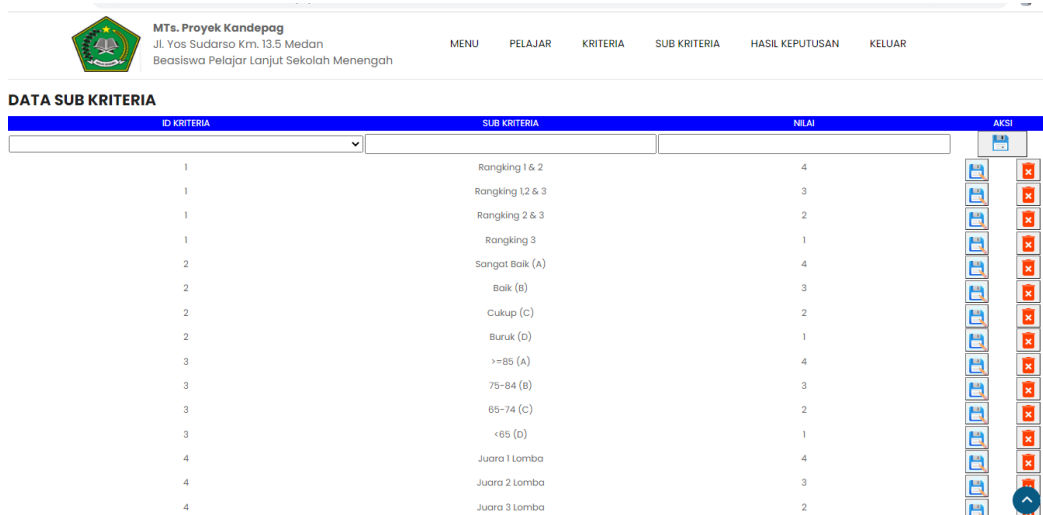 MTs. Proyek Kandepag
Jl. Yos Sudarso Km. 13.5 Medan
Beasiswa Pelajar Lanjut Sekolah Menengah
MENU PELAJAR KRITERIA SUB KRITERIA HASIL KEPUTUSAN KELUAR
DATA SUB KRITERIA
ID KRITERIA SUB KRITERIA NILAI AKSI
1 Rangking 1 & 2 4
1 Rangking 1,2 & 3 3
1 Rangking 2 & 3 2
1 Rangking 3 1
2 Sangat Baik (A) 4
2 Baik (B) 3
2 Cukup (C) 2
2 Buruk (D) 1
3 >=85 (A) 4
3 75-84 (B) 3
3 65-74 (C) 2
3 <65 (D) 1
4 Juara 1 Lomba 4
4 Juara 2 Lomba 3
4 Juara 3 Lomba 2